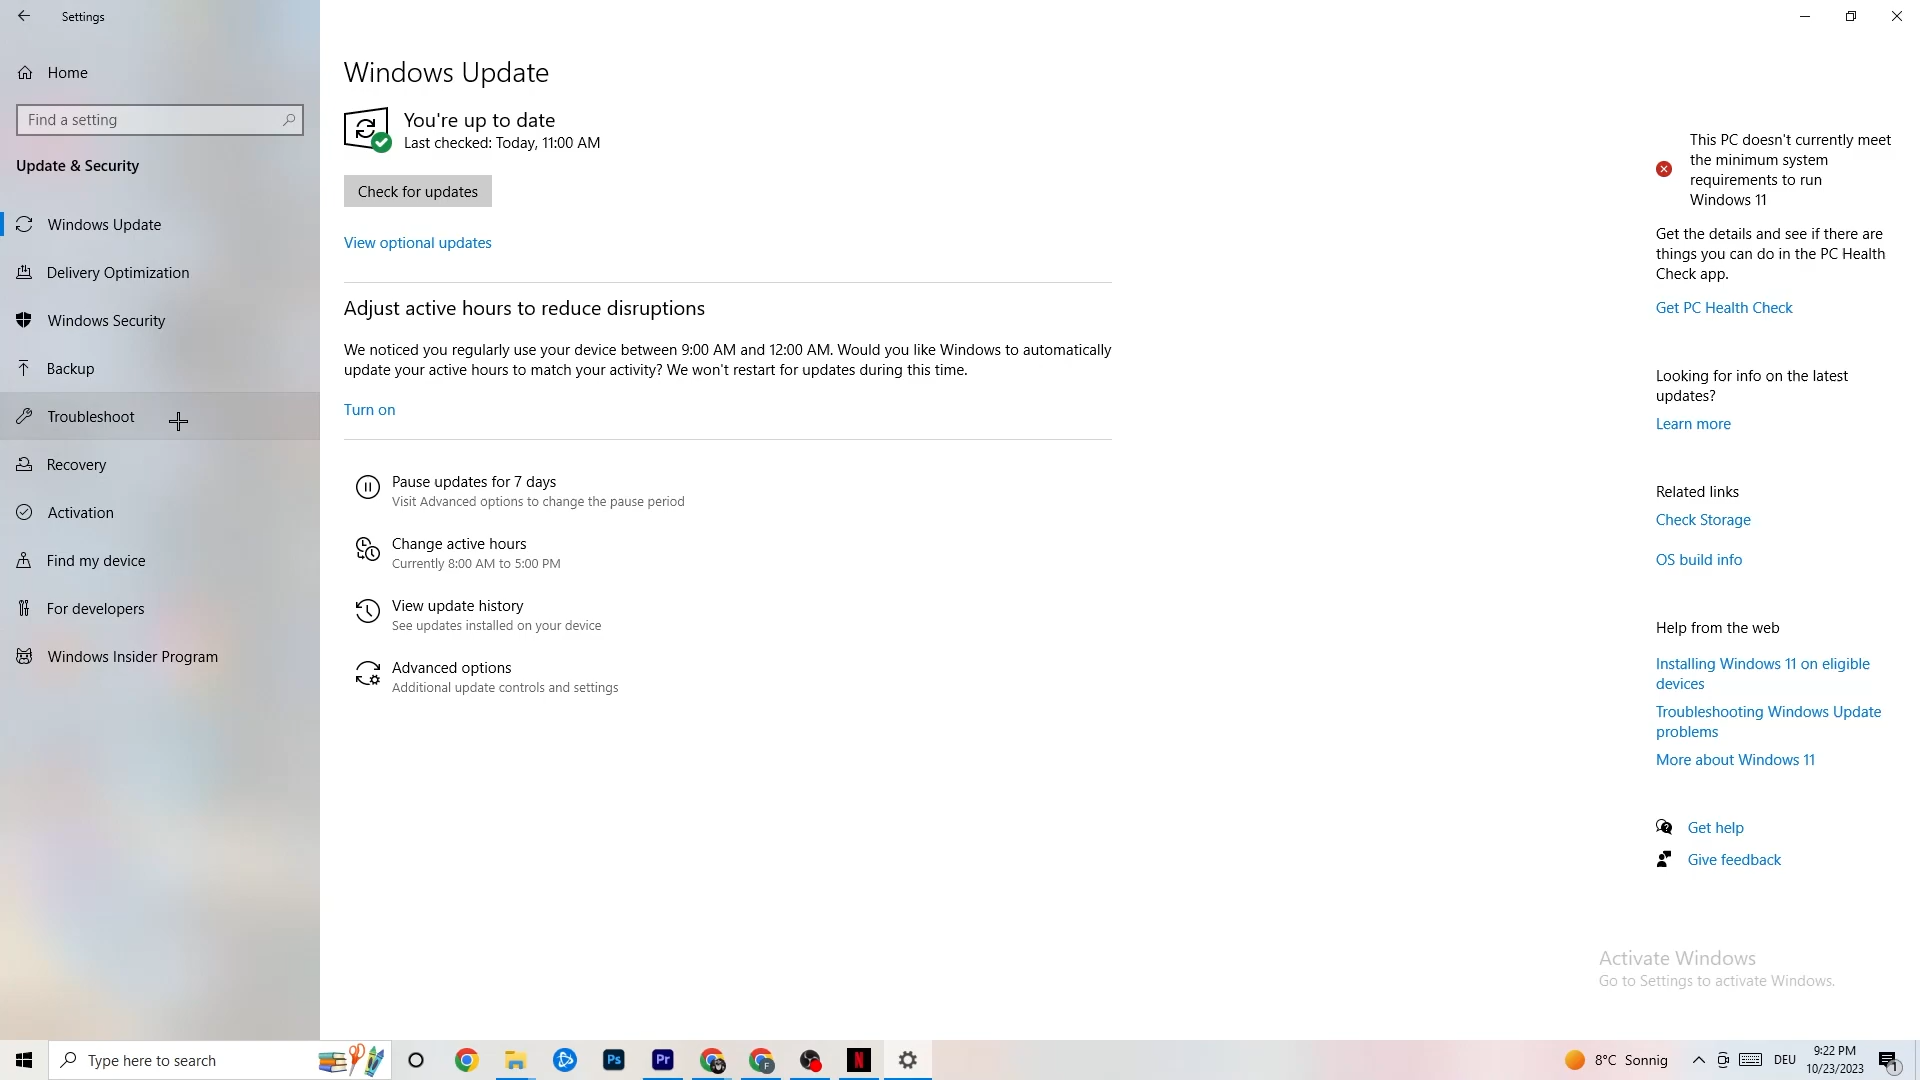 Settings
Home
Find a setting
Update & Security
Windows Update
Delivery Optimization
Windows Security
Backup
Troubleshoot
Recovery
Activation
Find my device
For developers
Windows Insider Program
Windows Update
You're up to date
Last checked: Today, 11:00 AM
Check for updates
View optional updates
Adjust active hours to reduce disruptions
We noticed you regularly use your device between 9:00 AM and 12:00 AM. Would you like Windows to automatically
update your active hours to match your activity? We won't restart for updates during this time.
Turn on
Pause updates for 7 days
Visit Advanced options to change the pause period
Change active hours
Currently 8:00 AM to 5:00 PM
View update history
See updates installed on your device
Advanced options
Additional update controls and settings
This PC doesn't currently meet
the minimum system
requirements to run
Windows 11
Get the details and see if there are
things you can do in the PC Health
Check app.
Get PC Health Check
Looking for info on the latest
updates?
Learn more
Related links
Check Storage
OS build info
Help from the web
Installing Windows 11 on eligible
devices
Troubleshooting Windows Update
problems
More about Windows 11
Get help
Give feedback
Activate Windows
Go to Settings to activate Windows.
Type here to search
Ps
Pr
F
N
8°C Sonnig
DEU
9:22 PM
10/23/2023
1